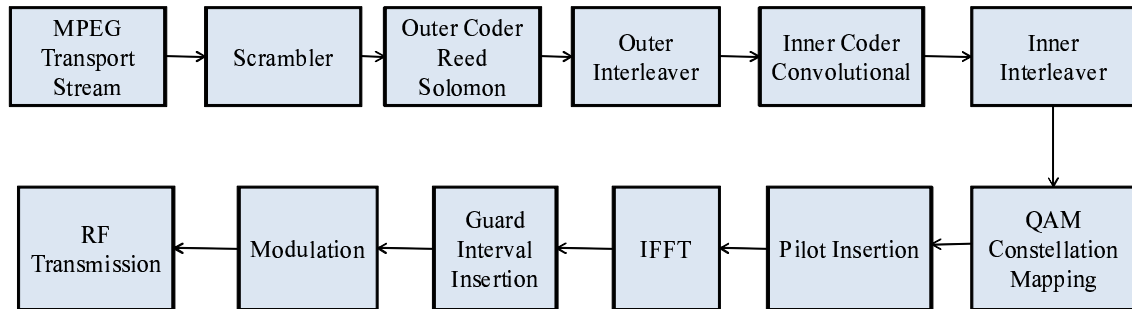 MPEG
Transport
Stream
Scrambler
Outer Coder
Reed
Solomon
Outer
Interleaver
Inner Coder
Convolutional
Inner
Interleaver
RF
Transmission
Modulation
Guard
Interval
Insertion
IFFT
Pilot Insertion
QAM
Constellation
Mapping